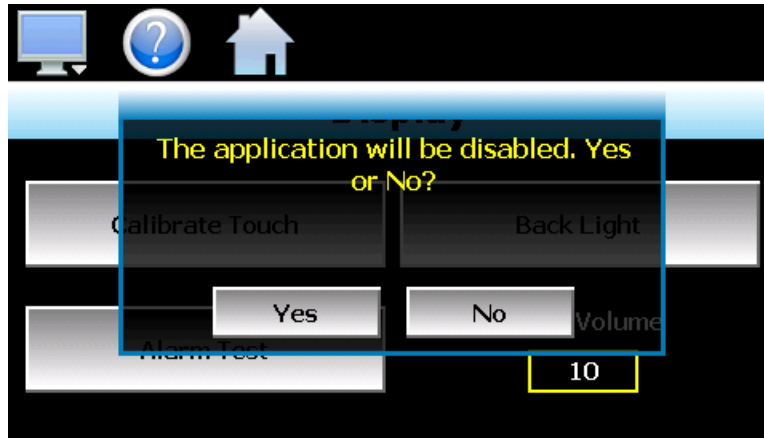 Display
The application will be disabled. Yes
or No?
Calibrate Touch
Back Light
Yes
No
Volume
Alarm Test
10